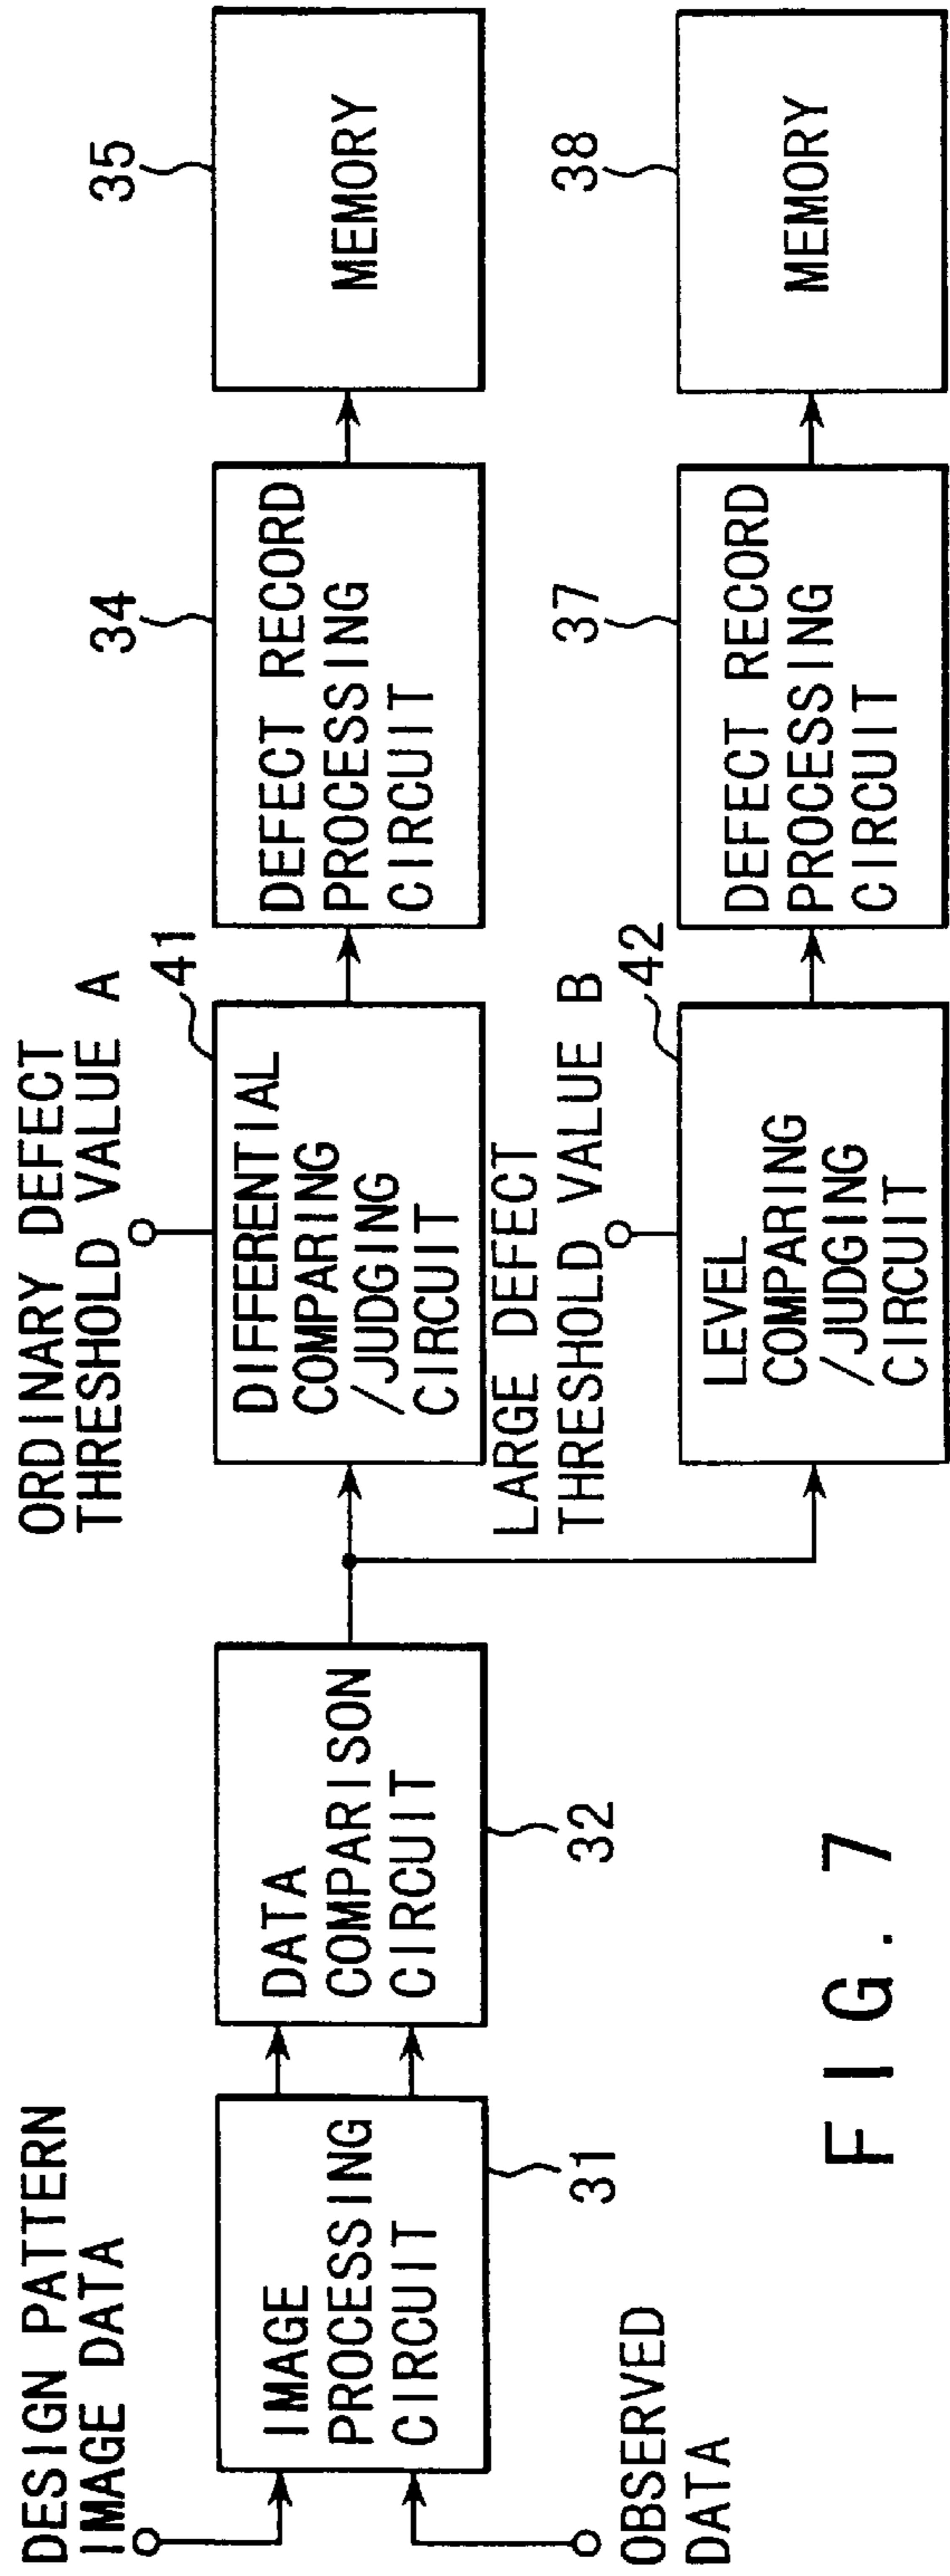 DESIGN PATTERN
IMAGE DATA
OBSERVED
DATA
IMAGE
PROCESSING
CIRCUIT
31
DATA
COMPARISON
CIRCUIT
32
ORDINARY DEFECT
THRESHOLD VALUE A
41
DIFFERENTIAL
COMPARING
/JUDGING
CIRCUIT
34
DEFECT RECORD
PROCESSING
CIRCUIT
35
MEMORY
LARGE DEFECT
THRESHOLD VALUE B
42
LEVEL
COMPARING
/JUDGING
CIRCUIT
37
DEFECT RECORD
PROCESSING
CIRCUIT
38
MEMORY
FIG. 7